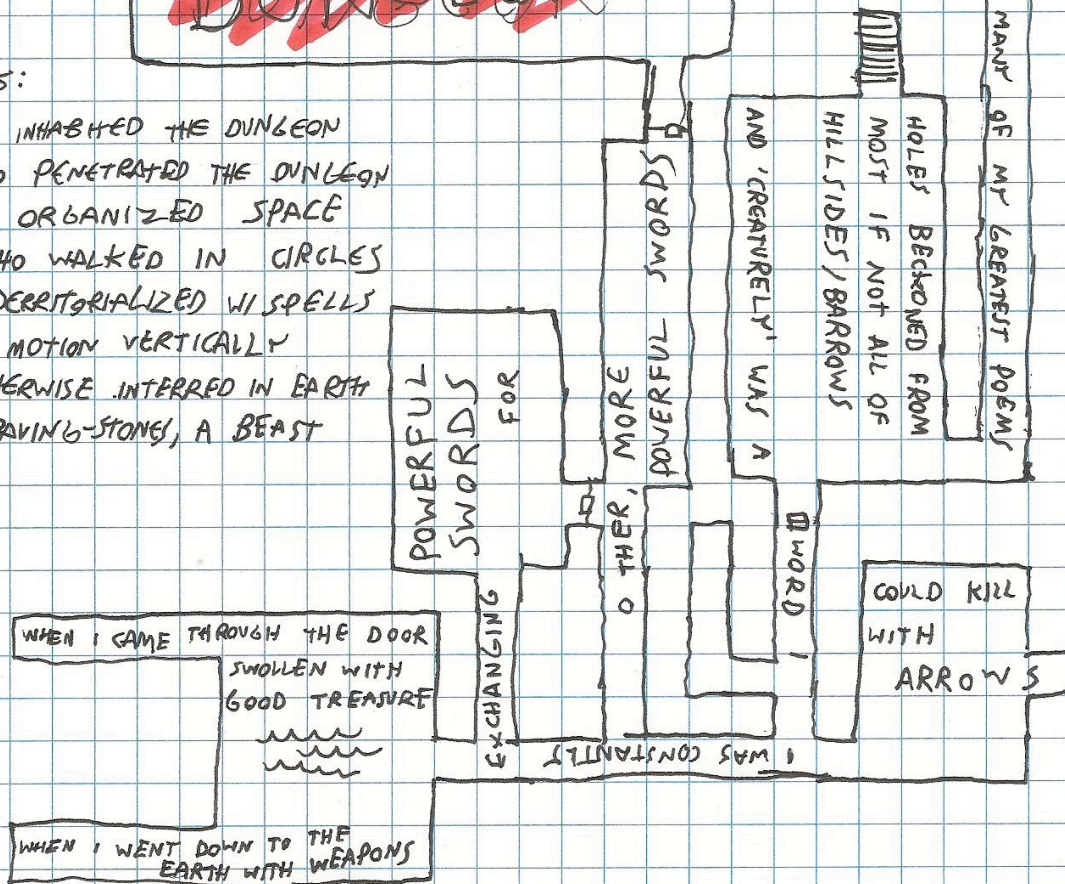 S:
INHABITED THE DUNGEON
O PENETRATED THE DUNGEON
ORGANIZED SPACE
HO WALKED IN CIRCLES
DERRITORIALIZED W/ SPELLS
MOTION VERTICALLY
ERWISE INTERRED IN EARTH
AVING-STONES, A BEAST
MANY OF MY GREATEST POEMS
HOLES BECKONED FROM
MOST IF NOT ALL OF
HILLSIDES/BARROWS
AND 'CREATURELY' WAS A
WORD I
COULD KILL
WITH
ARROWS
I WAS CONSTANTLY
EXCHANGING
POWERFUL
SWORDS
FOR
OTHER, MORE
POWERFUL SWORDS
WHEN I CAME THROUGH THE DOOR
SWOLLEN WITH
GOOD TREASURE
WHEN I WENT DOWN TO THE
EARTH WITH WEAPONS